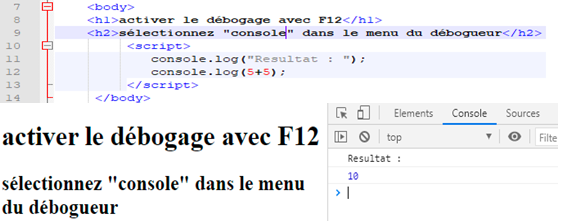 7 <body>
8 <h1>activer le débogage avec F12</h1>
9 <h2>sélectionnez "console" dans le menu du débogueur</h2>
10 <script>
11 console.log("Resultat : ");
12 console.log(5+5);
13 </script>
14 </body>
activer le débogage avec F12
sélectionnez "console" dans le menu
du débogueur
Elements Console Sources
top Filte
Resultat :
10
>